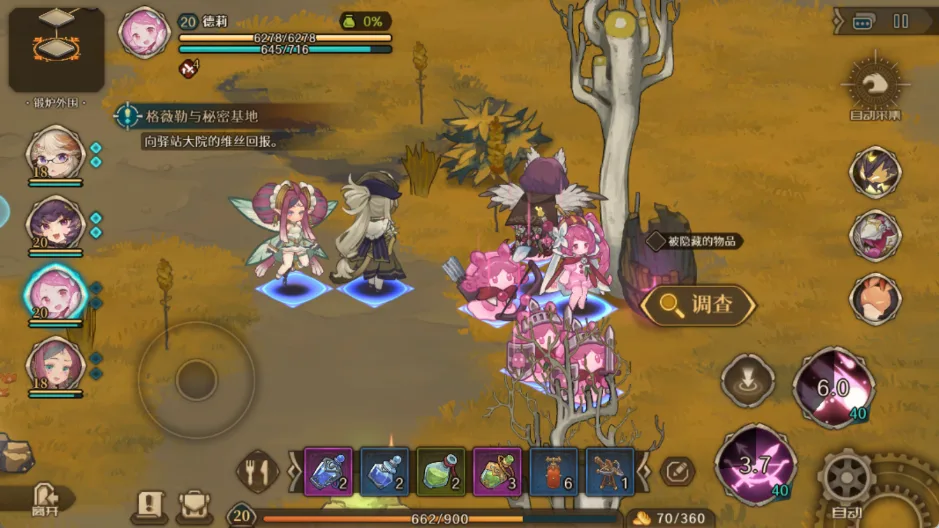 20 德莉
0%
6278/6278
645/716
4
·锻炉外围·
格薇勒与秘密基地
向驿站大院的维丝回报。
自动采集
18
20
20
18
被隐藏的物品
调查
6.0
40
3.7
40
2
2
2
3
6
1
离开
20
662/900
70/360
自动